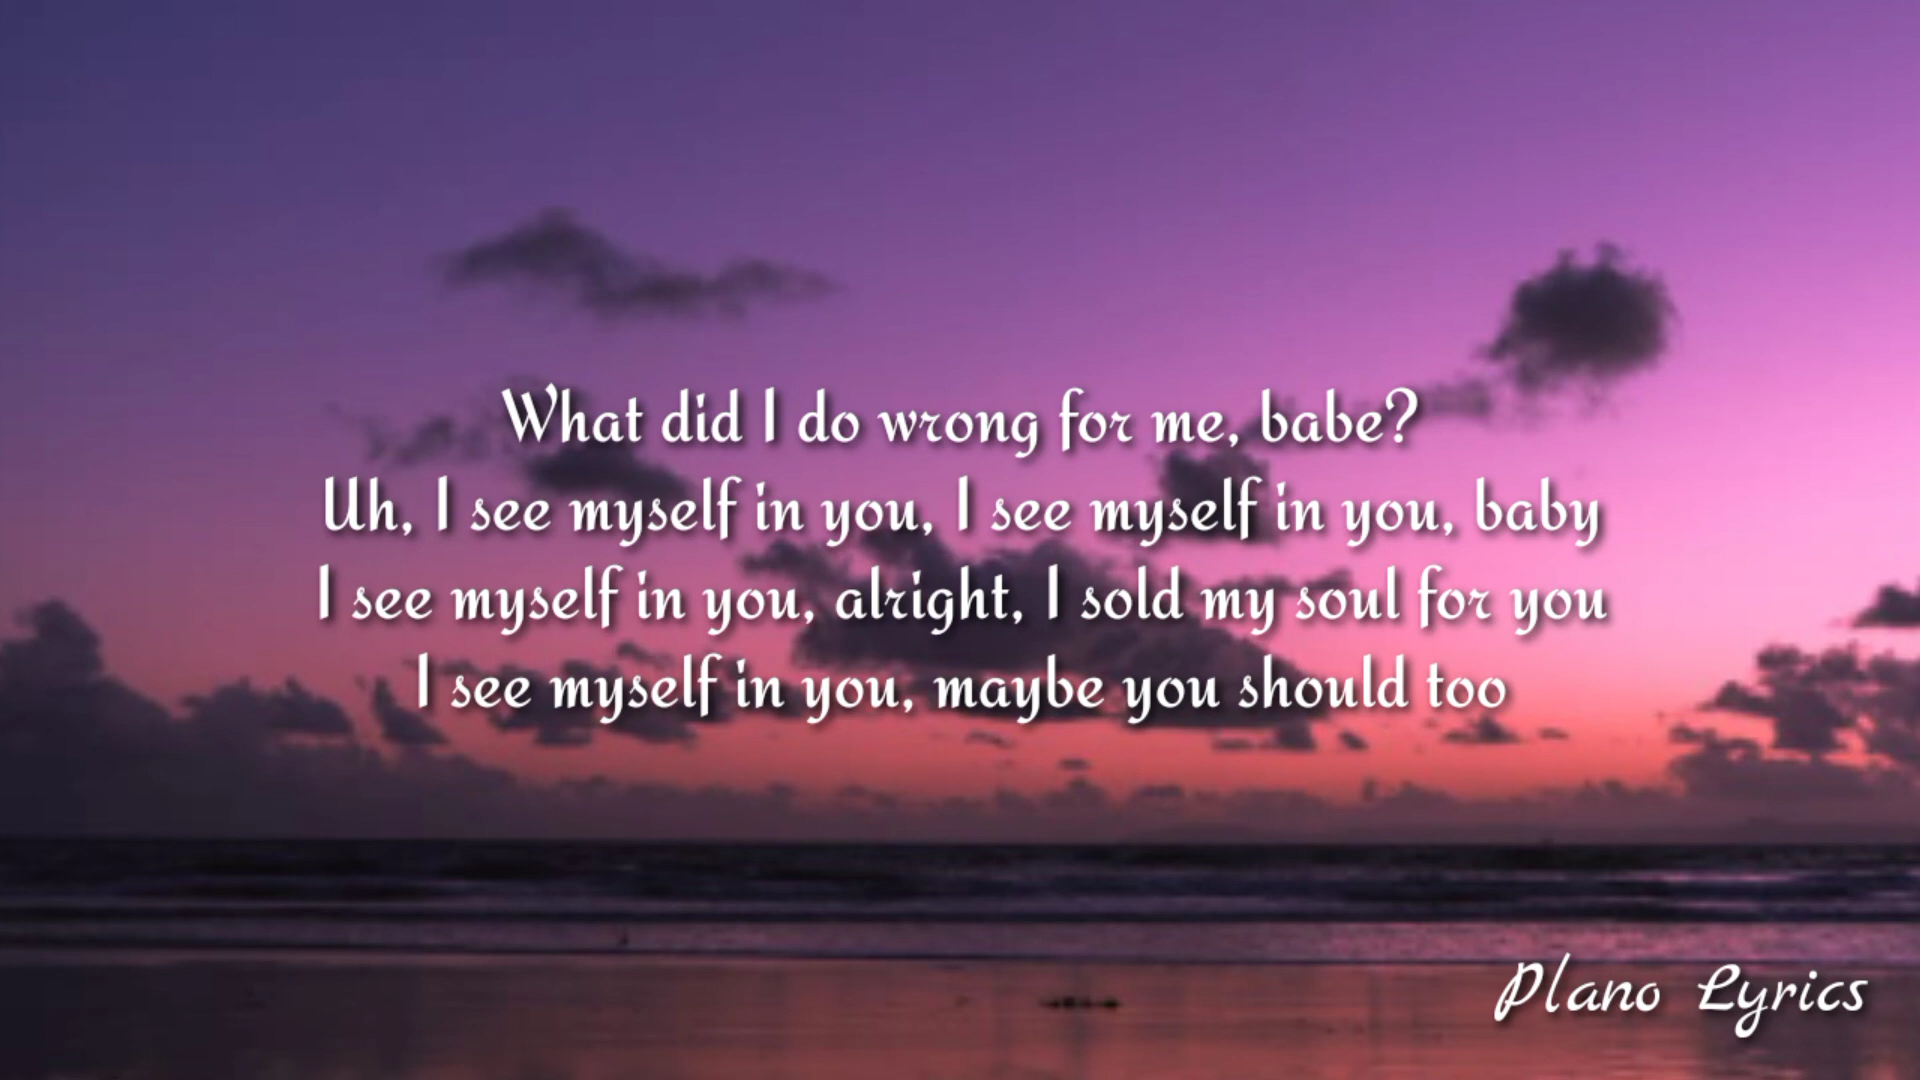 What did I do wrong for me, babe?
Uh, I see myself in you, I see myself in you, baby
I see myself in you, alright, I sold my soul for you
I see myself in you, maybe you should too
Plano Lyrics